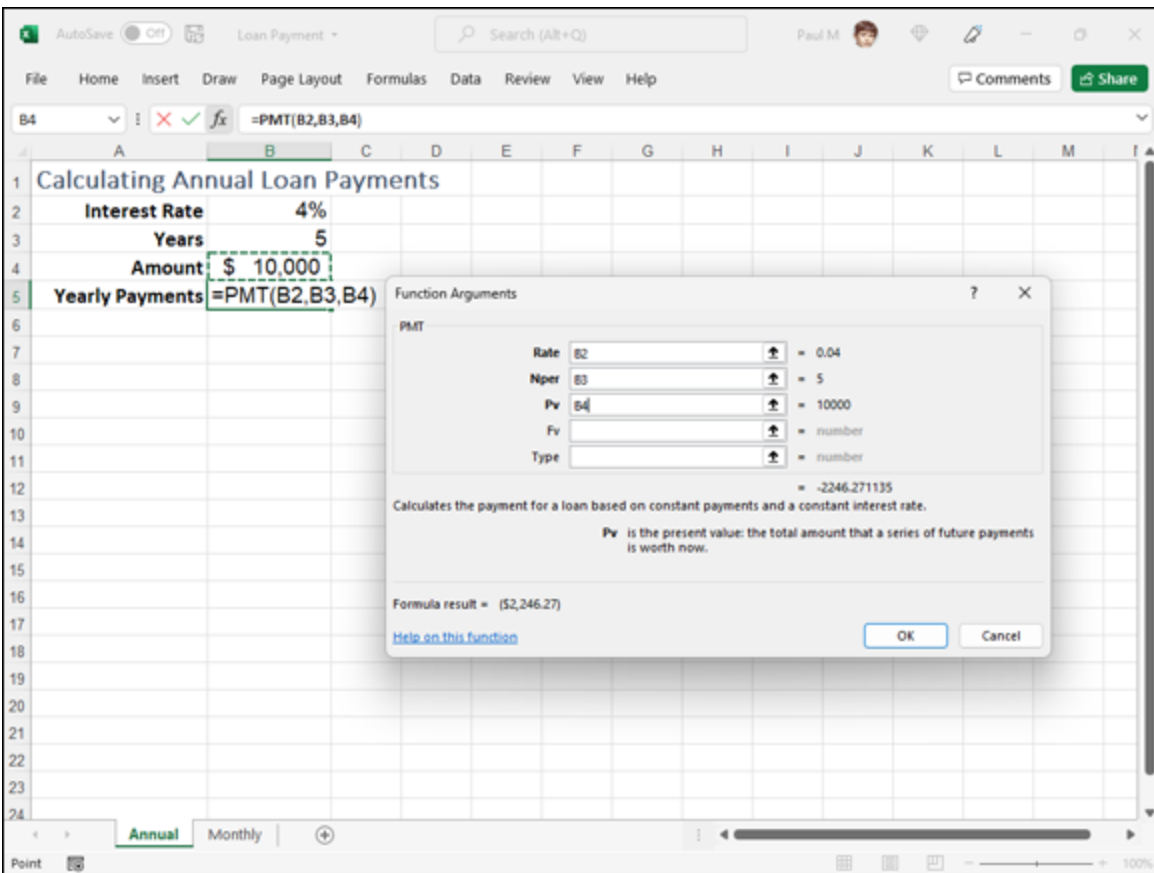 AutoSave Off Loan Payment Search (Alt+Q) Paul M
File Home Insert Draw Page Layout Formulas Data Review View Help Comments Share
B4 fx =PMT(B2,B3,B4)
A B C D E F G H I J K L M
1 Calculating Annual Loan Payments
2 Interest Rate 4%
3 Years 5
4 Amount $ 10,000
5 Yearly Payments =PMT(B2,B3,B4)
6
7
8
9
10
11
12
13
14
15
16
17
18
19
20
21
22
23
24
Function Arguments ? ×
PMT
Rate B2 = 0.04
Nper B3 = 5
Pv B4 = 10000
Fv = number
Type = number
= -2246.271135
Calculates the payment for a loan based on constant payments and a constant interest rate.
Pv is the present value: the total amount that a series of future payments
is worth now.
Formula result = ($2,246.27)
Help on this function OK Cancel
Annual Monthly
Point 100%